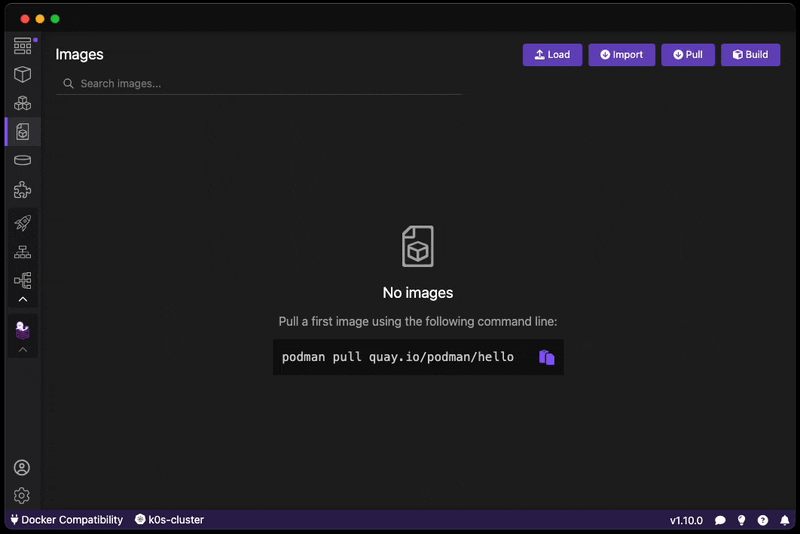 Images
Load
Import
Pull
Build
Search images...
No images
Pull a first image using the following command line:
podman pull quay.io/podman/hello
Docker Compatibility
k0s-cluster
v1.10.0